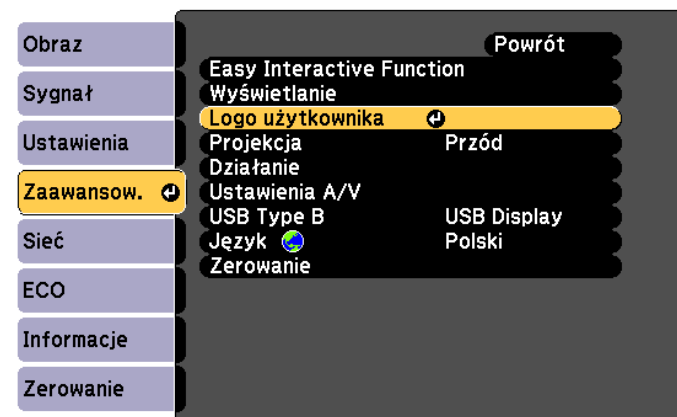 Obraz
Sygnał
Ustawienia
Zaawansow.
Sieć
ECO
Informacje
Zerowanie
Powrót
Easy Interactive Function
Wyświetlanie
Logo użytkownika
Projekcja Przód
Działanie
Ustawienia A/V
USB Type B USB Display
Język Polski
Zerowanie